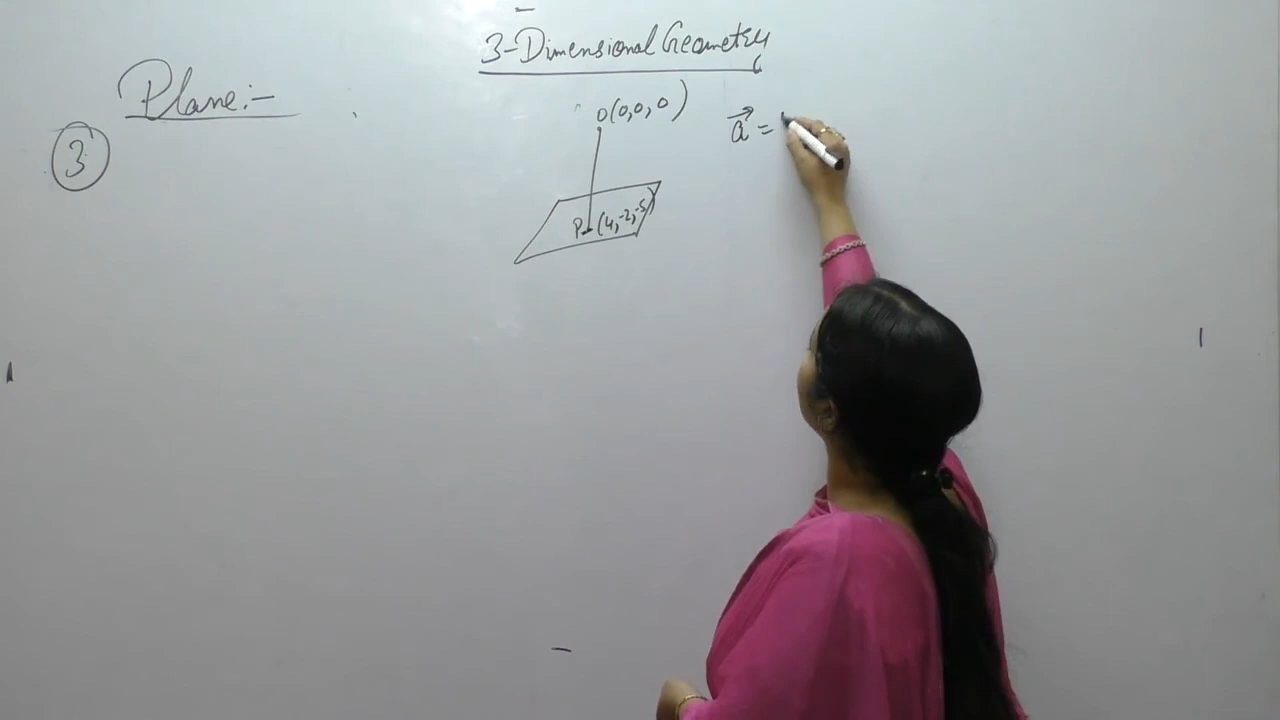 3-Dimensional Geometry
Plane:-
3
O(0,0,0)
P (4,-2,-5)
a⃗ =